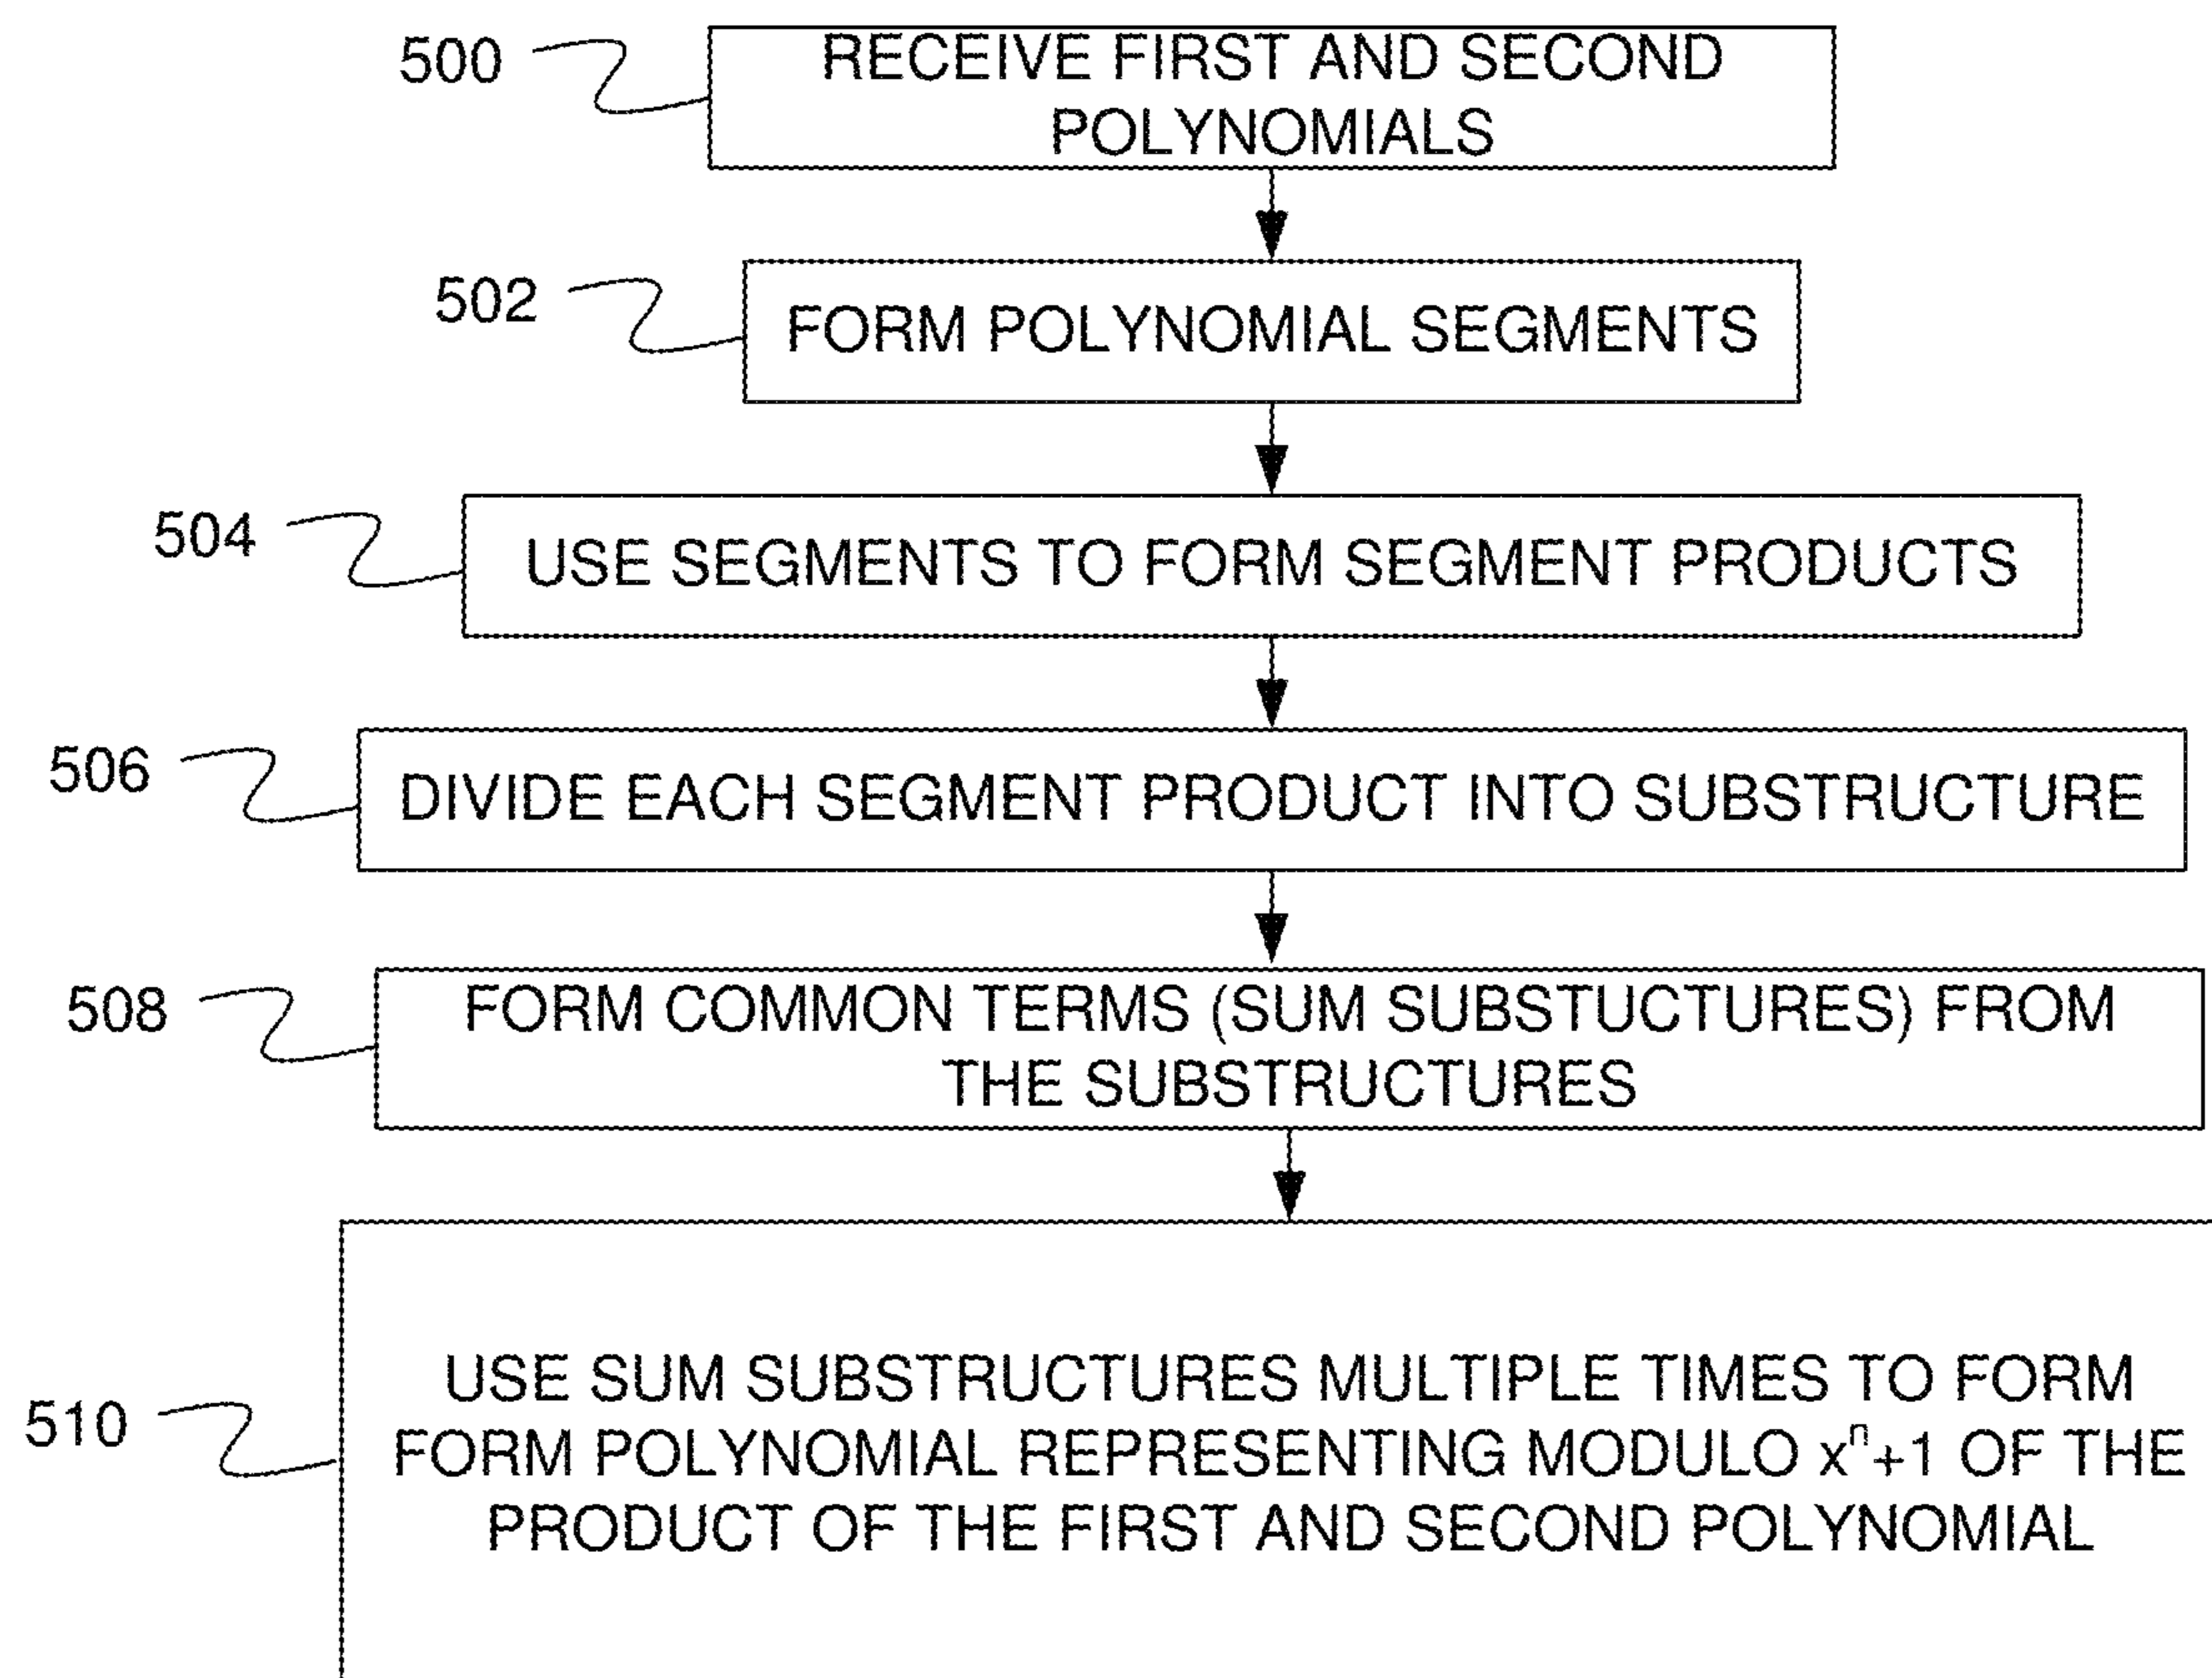 500
RECEIVE FIRST AND SECOND
POLYNOMIALS
502
FORM POLYNOMIAL SEGMENTS
504
USE SEGMENTS TO FORM SEGMENT PRODUCTS
506
DIVIDE EACH SEGMENT PRODUCT INTO SUBSTRUCTURE
508
FORM COMMON TERMS (SUM SUBSTUCTURES) FROM
THE SUBSTRUCTURES
510
USE SUM SUBSTRUCTURES MULTIPLE TIMES TO FORM
FORM POLYNOMIAL REPRESENTING MODULO xⁿ+1 OF THE
PRODUCT OF THE FIRST AND SECOND POLYNOMIAL